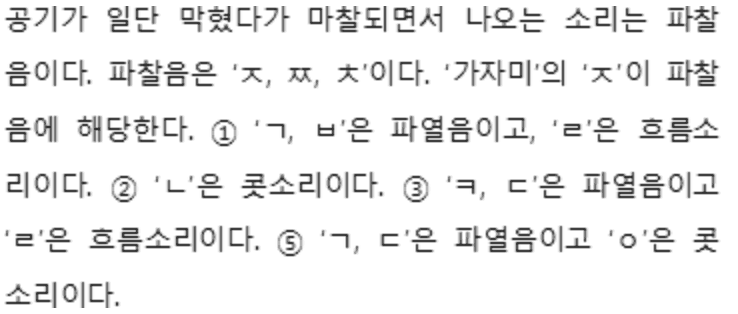 공기가 일단 막혔다가 마찰되면서 나오는 소리는 파찰
음이다. 파찰음은 ‘ㅈ, ㅉ, ㅊ’이다. ‘가자미’의 ‘ㅈ’이 파찰
음에 해당한다. ① ‘ㄱ, ㅂ’은 파열음이고, ‘ㄹ’은 흐름소
리이다. ② ‘ㄴ’은 콧소리이다. ③ ‘ㅋ, ㄷ’은 파열음이고
‘ㄹ’은 흐름소리이다. ⑤ ‘ㄱ, ㄷ’은 파열음이고 ‘ㅇ’은 콧
소리이다.